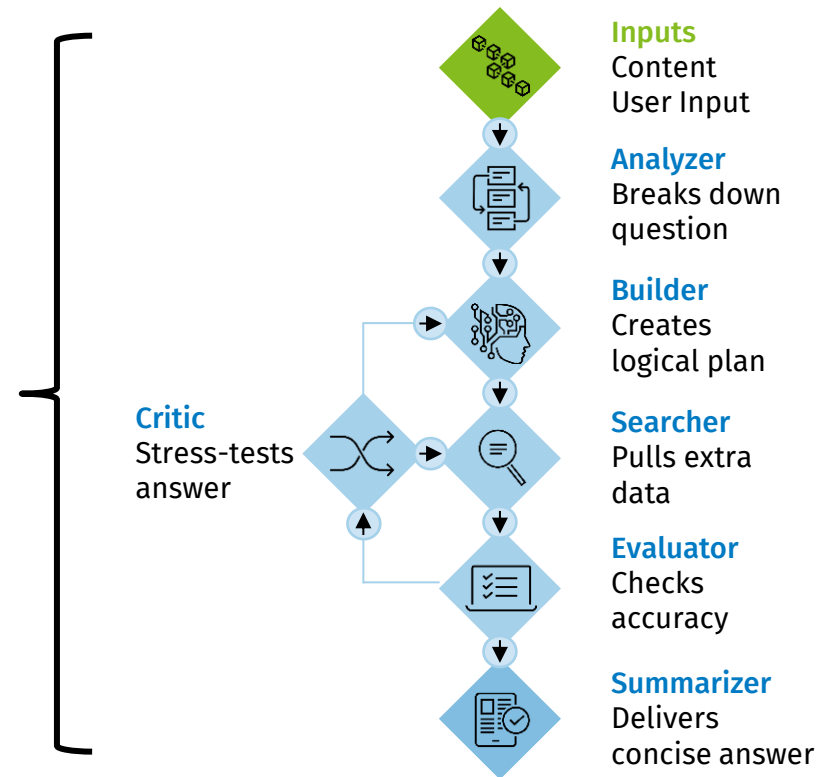 Inputs
Content
User Input
Analyzer
Breaks down
question
Builder
Creates
logical plan
Critic
Stress-tests
answer
Searcher
Pulls extra
data
Evaluator
Checks
accuracy
Summarizer
Delivers
concise answer